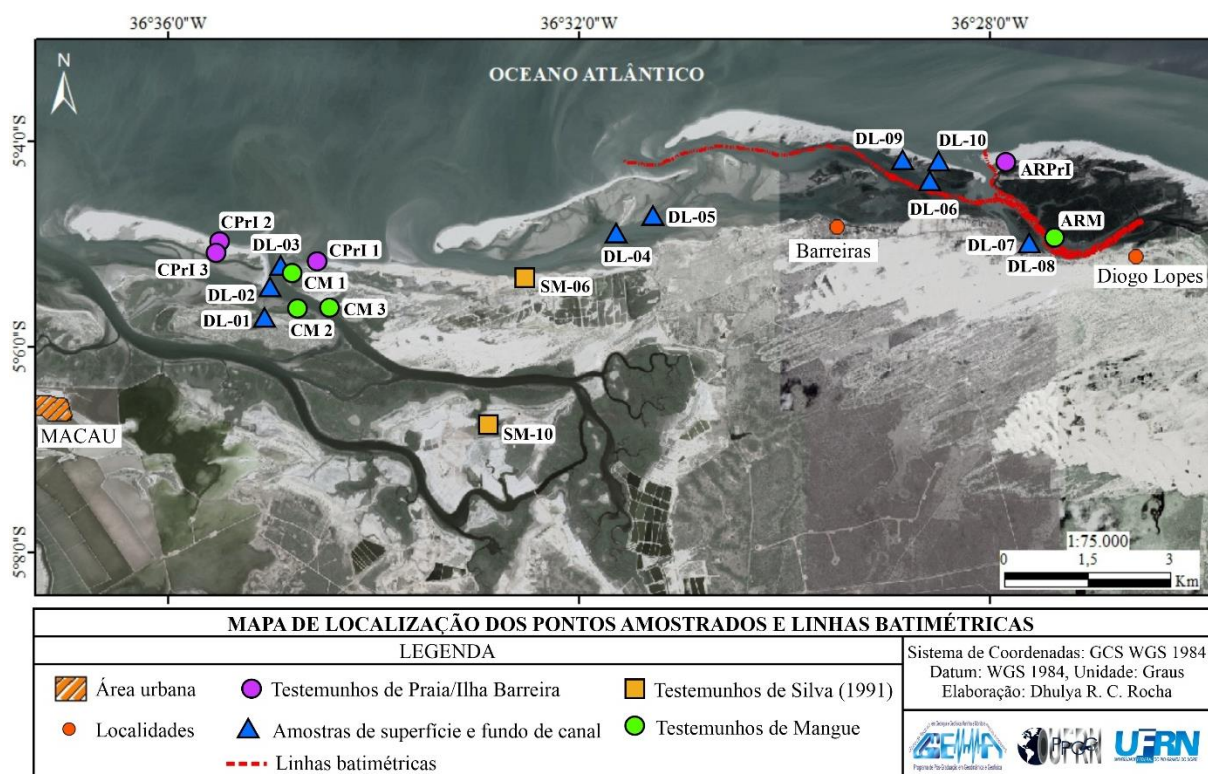 36°36'0"W
36°32'0"W
36°28'0"W
N
OCEANO ATLÂNTICO
5°4'0"S
DL-09
DL-10
ARPrI
CPrI 2
DL-03
CPrI 1
CPrI 3
CM 1
DL-02
DL-01
CM 2
CM 3
DL-05
DL-04
SM-06
DL-06
ARM
Barreiras
DL-07
DL-08
Diogo Lopes
5°6'0"S
MACAU
SM-10
5°8'0"S
1:75.000
0 1,5 3
Km
MAPA DE LOCALIZAÇÃO DOS PONTOS AMOSTRADOS E LINHAS BATIMÉTRICAS
LEGENDA
Área urbana
Testemunhos de Praia/Ilha Barreira
Testemunhos de Silva (1991)
Localidades
Amostras de superfície e fundo de canal
Testemunhos de Mangue
Linhas batimétricas
Sistema de Coordenadas: GCS WGS 1984
Datum: WGS 1984, Unidade: Graus
Elaboração: Dhulya R. C. Rocha
UFRN